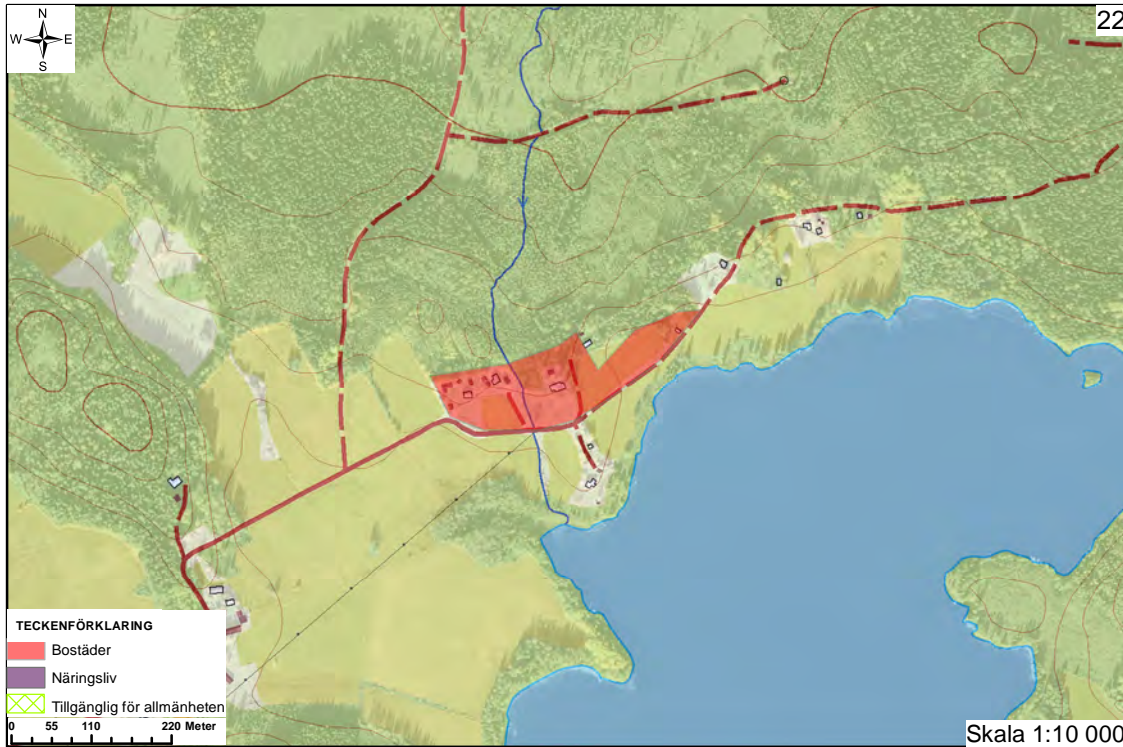 N
W E
S
22
TECKENFÖRKLARING
Bostäder
Näringsliv
Tillgänglig för allmänheten
0 55 110 220 Meter
Skala 1:10 000